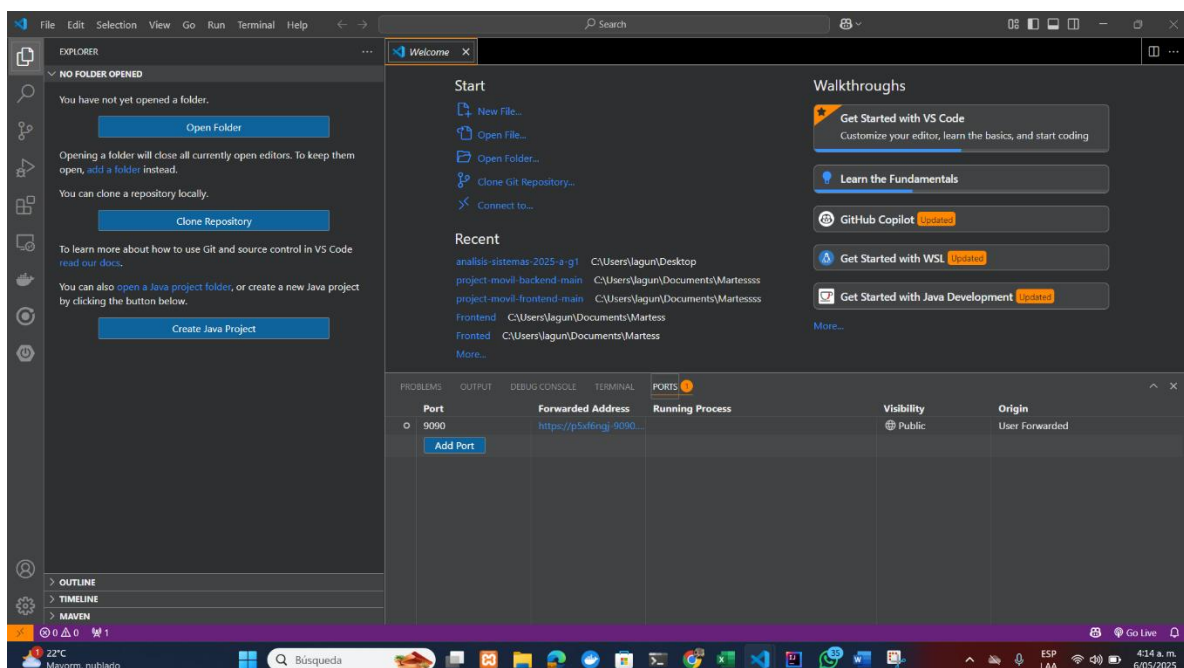 File Edit Selection View Go Run Terminal Help
Search
EXPLORER
Welcome
NO FOLDER OPENED
You have not yet opened a folder.
Open Folder
Opening a folder will close all currently open editors. To keep them
open, add a folder instead.
You can clone a repository locally.
Clone Repository
To learn more about how to use Git and source control in VS Code
read our docs.
You can also open a Java project folder, or create a new Java project
by clicking the button below.
Create Java Project
Start
New File...
Open File...
Open Folder...
Clone Git Repository...
Connect to...
Recent
analisis-sistemas-2025-a-g1 C:\Users\lagun\Desktop
project-movil-backend-main C:\Users\lagun\Documents\Martessss
project-movil-frontend-main C:\Users\lagun\Documents\Martessss
Frontend C:\Users\lagun\Documents\Martess
Fronted C:\Users\lagun\Documents\Martess
More...
Walkthroughs
Get Started with VS Code
Customize your editor, learn the basics, and start coding
Learn the Fundamentals
GitHub Copilot Updated
Get Started with WSL Updated
Get Started with Java Development Updated
More...
PROBLEMS OUTPUT DEBUG CONSOLE TERMINAL PORTS 1
Port Forwarded Address Running Process Visibility Origin
9090 https://p5xf6ngj-9090... Public User Forwarded
Add Port
OUTLINE
TIMELINE
MAVEN
0 0 1
Go Live
1 22°C
Mayorm. nublado
Búsqueda
35
ESP
LAA
4:14 a. m.
6/05/2025